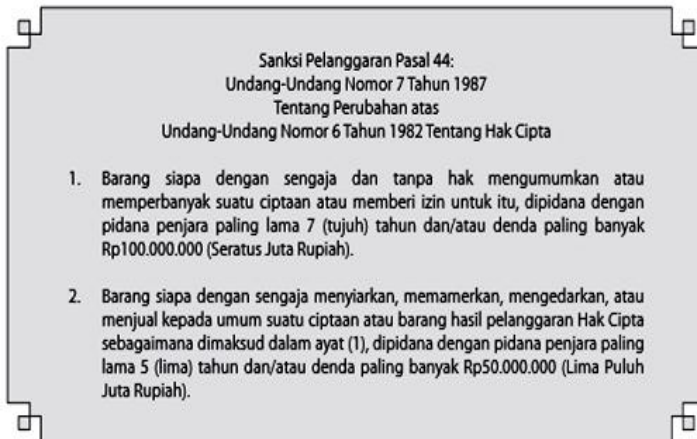 Sanksi Pelanggaran Pasal 44:
Undang-Undang Nomor 7 Tahun 1987
Tentang Perubahan atas
Undang-Undang Nomor 6 Tahun 1982 Tentang Hak Cipta
1. Barang siapa dengan sengaja dan tanpa hak mengumumkan atau
memperbanyak suatu ciptaan atau memberi izin untuk itu, dipidana dengan
pidana penjara paling lama 7 (tujuh) tahun dan/atau denda paling banyak
Rp100.000.000 (Seratus Juta Rupiah).
2. Barang siapa dengan sengaja menyiarkan, memamerkan, mengedarkan, atau
menjual kepada umum suatu ciptaan atau barang hasil pelanggaran Hak Cipta
sebagaimana dimaksud dalam ayat (1), dipidana dengan pidana penjara paling
lama 5 (lima) tahun dan/atau denda paling banyak Rp50.000.000 (Lima Puluh
Juta Rupiah).